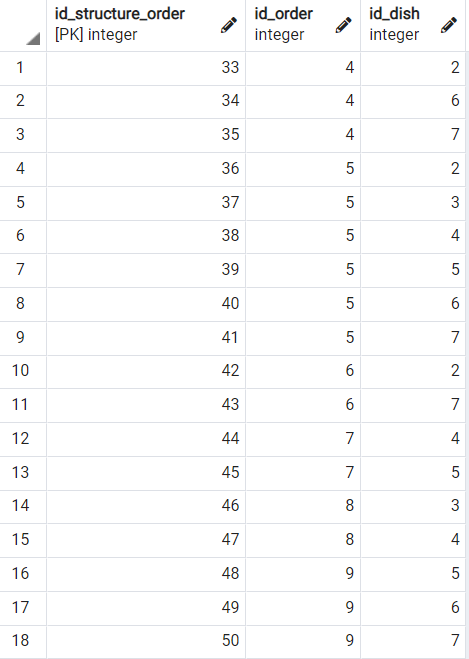 id_structure_order id_order id_dish
[PK] integer integer integer
1 33 4 2
2 34 4 6
3 35 4 7
4 36 5 2
5 37 5 3
6 38 5 4
7 39 5 5
8 40 5 6
9 41 5 7
10 42 6 2
11 43 6 7
12 44 7 4
13 45 7 5
14 46 8 3
15 47 8 4
16 48 9 5
17 49 9 6
18 50 9 7